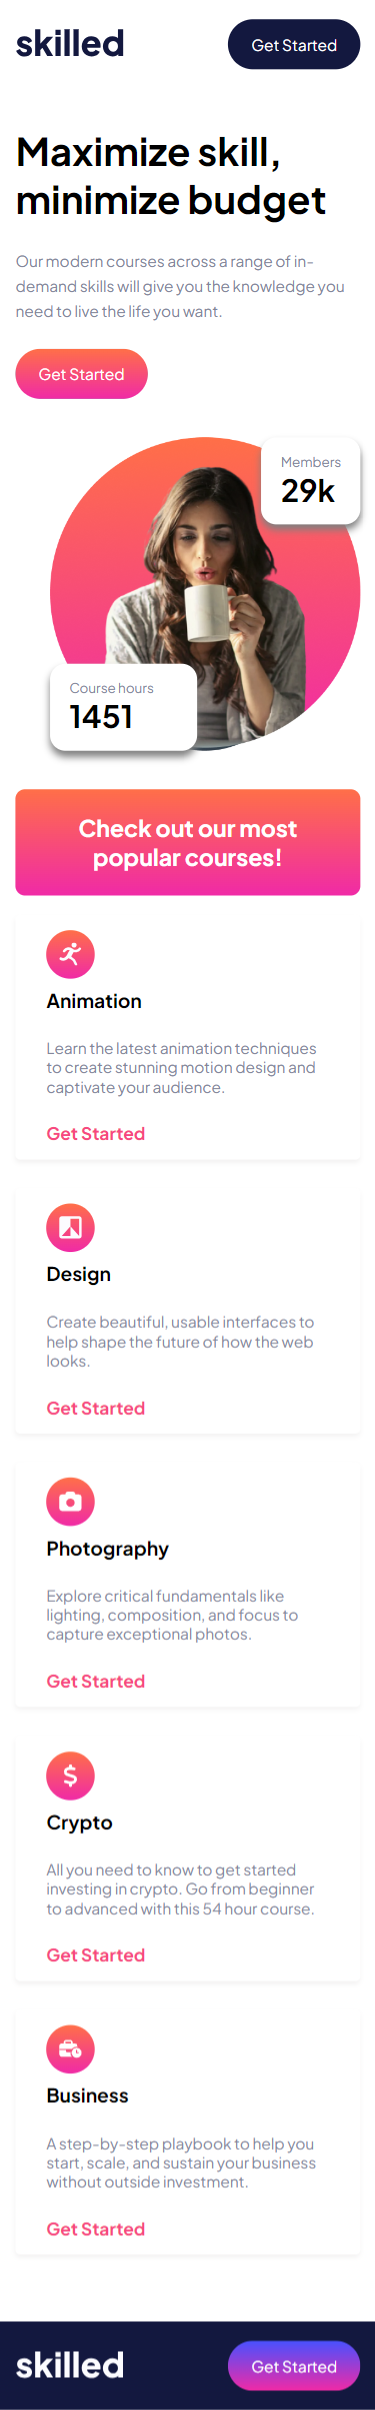 skilled
Get Started
Maximize skill,
minimize budget
Our modern courses across a range of in-
demand skills will give you the knowledge you
need to live the life you want.
Get Started
Members
29k
Course hours
1451
Check out our most
popular courses!
Animation
Learn the latest animation techniques
to create stunning motion design and
captivate your audience.
Get Started
Design
Create beautiful, usable interfaces to
help shape the future of how the web
looks.
Get Started
Photography
Explore critical fundamentals like
lighting, composition, and focus to
capture exceptional photos.
Get Started
Crypto
All you need to know to get started
investing in crypto. Go from beginner
to advanced with this 54 hour course.
Get Started
Business
A step-by-step playbook to help you
start, scale, and sustain your business
without outside investment.
Get Started
skilled
Get Started